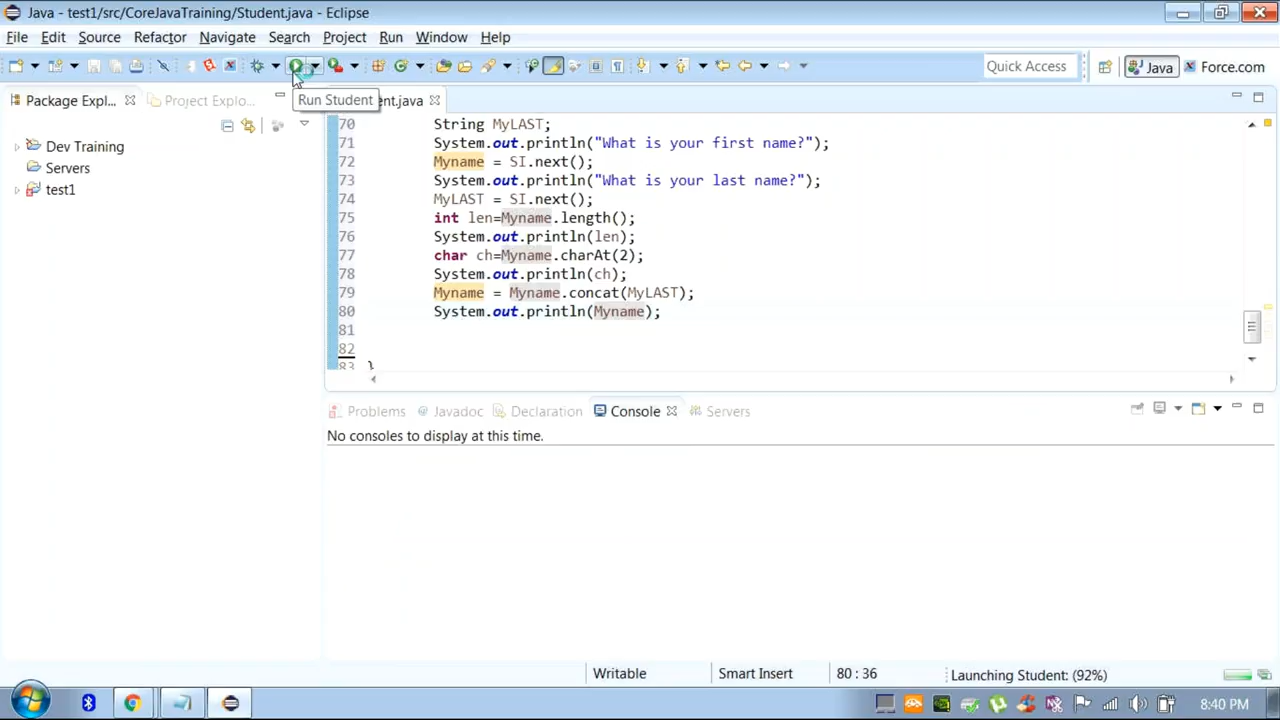 Java - test1/src/CoreJavaTraining/Student.java - Eclipse
File Edit Source Refactor Navigate Search Project Run Window Help
Quick Access Java Force.com
Package Expl... Project Explo... ent.java
Run Student
Dev Training
Servers
test1
70 String MyLAST;
71 System.out.println("What is your first name?");
72 Myname = SI.next();
73 System.out.println("What is your last name?");
74 MyLAST = SI.next();
75 int len=Myname.length();
76 System.out.println(len);
77 char ch=Myname.charAt(2);
78 System.out.println(ch);
79 Myname = Myname.concat(MyLAST);
80 System.out.println(Myname);
81
82
83 }
Problems @ Javadoc Declaration Console Servers
No consoles to display at this time.
Writable Smart Insert 80 : 36 Launching Student: (92%)
8:40 PM